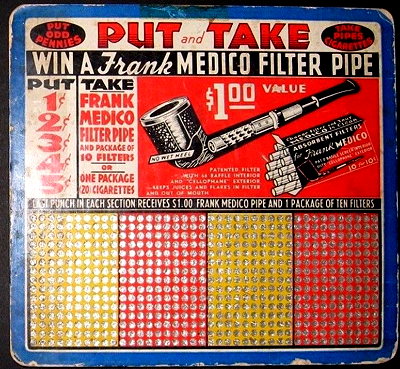 PUT ODD PENNIES
PUT and TAKE
TAKE PIPES CIGARETTES
WIN A Frank MEDICO FILTER PIPE
PUT
1¢
2¢
3¢
4¢
5¢
TAKE
FRANK
MEDICO
FILTER PIPE
AND PACKAGE OF
10 FILTERS
OR
ONE PACKAGE
(20) CIGARETTES
$1.00 VALUE
NO WET HEEL
PATENTED FILTER
WITH 66 BAFFLE INTERIOR
AND "CELLOPHANE" EXTERIOR
KEEPS JUICES AND FLAKES IN FILTER
AND OUT OF MOUTH
ABSORBENT FILTERS
for Frank MEDICO
LAST PUNCH IN EACH SECTION RECEIVES $1.00 FRANK MEDICO PIPE AND 1 PACKAGE OF TEN FILTERS